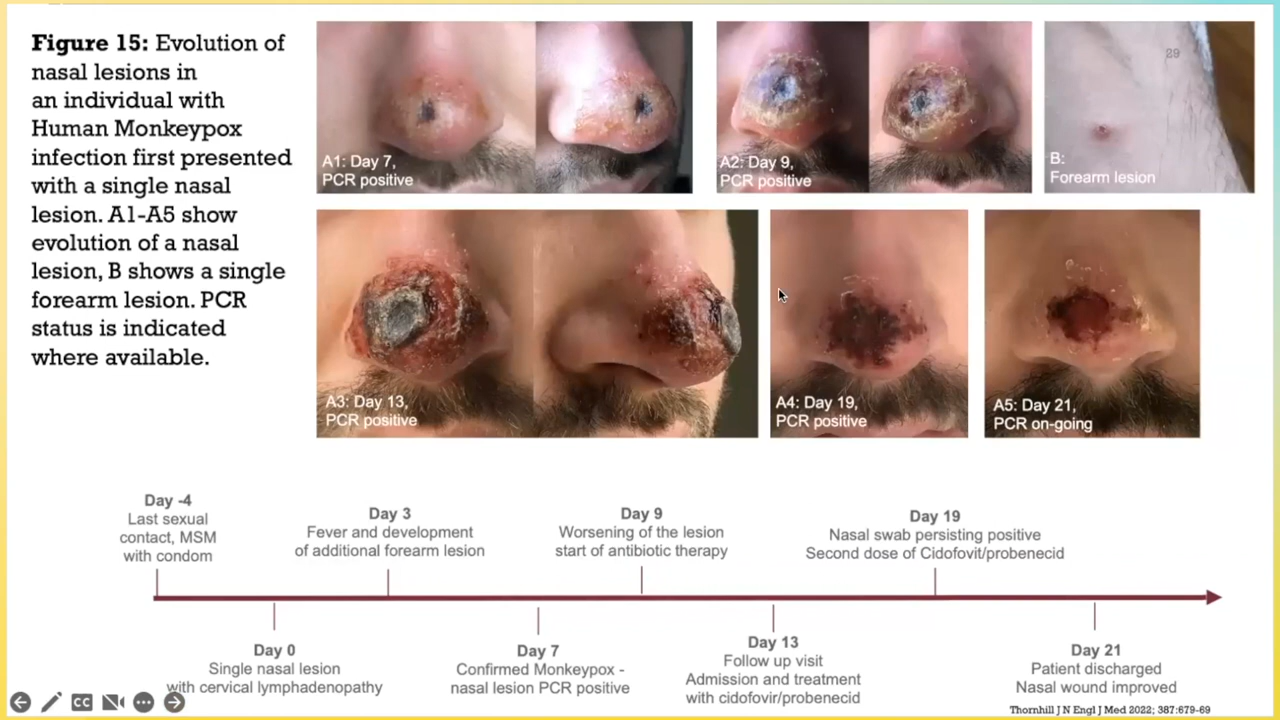 Figure 15: Evolution of
nasal lesions in
an individual with
Human Monkeypox
infection first presented
with a single nasal
lesion. A1-A5 show
evolution of a nasal
lesion, B shows a single
forearm lesion. PCR
status is indicated
where available.
A1: Day 7,
PCR positive
A2: Day 9,
PCR positive
29
B:
Forearm lesion
A3: Day 13,
PCR positive
A4: Day 19,
PCR positive
A5: Day 21,
PCR on-going
Day -4
Last sexual
contact, MSM
with condom
Day 3
Fever and development
of additional forearm lesion
Day 9
Worsening of the lesion
start of antibiotic therapy
Day 19
Nasal swab persisting positive
Second dose of Cidofovit/probenecid
Day 0
Single nasal lesion
with cervical lymphadenopathy
Day 7
Confirmed Monkeypox -
nasal lesion PCR positive
Day 13
Follow up visit
Admission and treatment
with cidofovir/probenecid
Day 21
Patient discharged
Nasal wound improved
CC
Thornhill J N Engl J Med 2022; 387:679-69